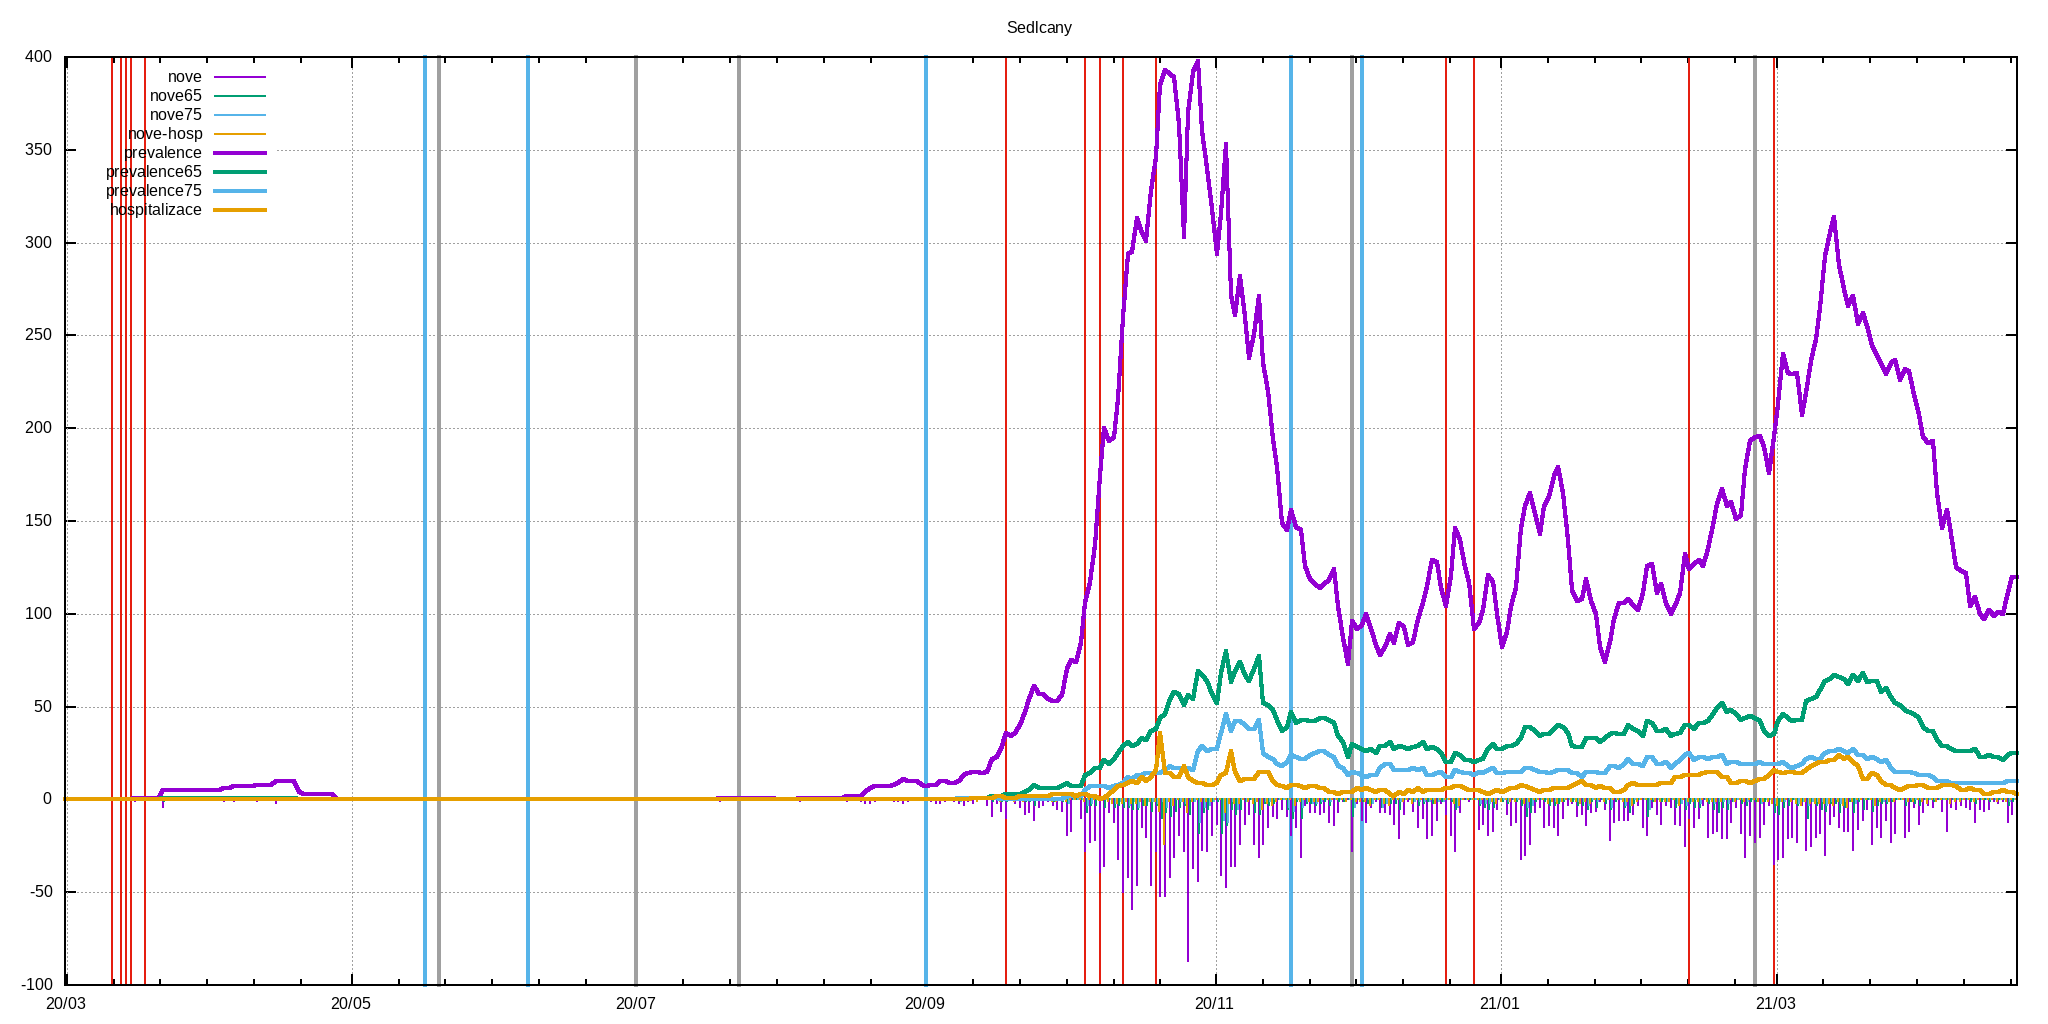 Sedlcany
400
350
300
250
200
150
100
50
0
-50
-100
nove
nove65
nove75
nove-hosp
prevalence
prevalence65
prevalence75
hospitalizace
20/03
20/05
20/07
20/09
20/11
21/01
21/03